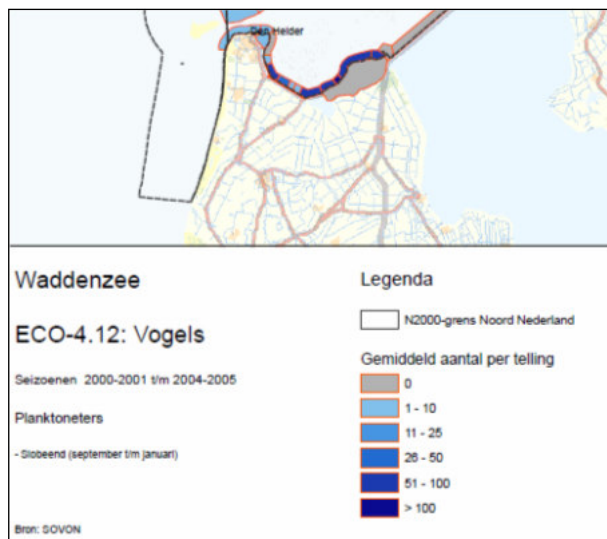 Den Helder
Waddenzee
ECO-4.12: Vogels
Seizoenen 2000-2001 t/m 2004-2005
Planktoneters
- Slobeend (september t/m januari)
Bron: SOVON
Legenda
N2000-grens Noord Nederland
Gemiddeld aantal per telling
0
1 - 10
11 - 25
26 - 50
51 - 100
> 100